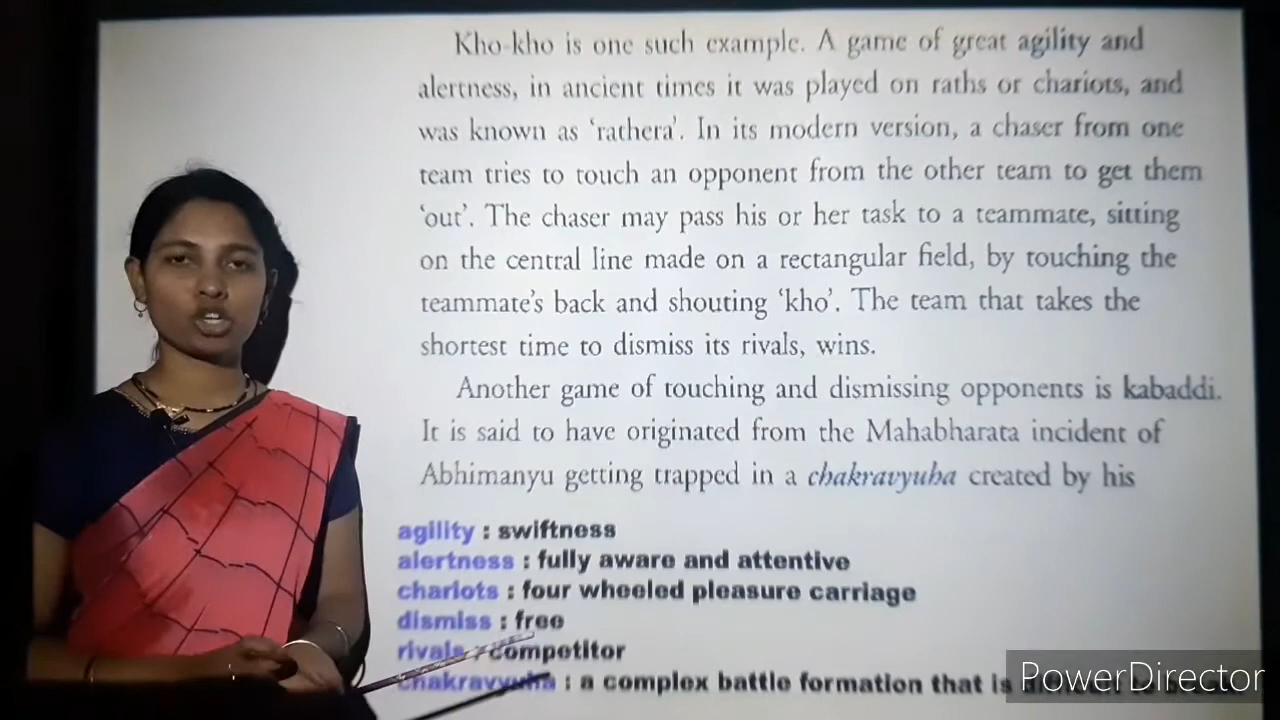 Kho-kho is one such example. A game of great agility and
alertness, in ancient times it was played on raths or chariots, and
was known as ‘rathera’. In its modern version, a chaser from one
team tries to touch an opponent from the other team to get them
‘out’. The chaser may pass his or her task to a teammate, sitting
on the central line made on a rectangular field, by touching the
teammate’s back and shouting ‘kho’. The team that takes the
shortest time to dismiss its rivals, wins.
Another game of touching and dismissing opponents is kabaddi.
It is said to have originated from the Mahabharata incident of
Abhimanyu getting trapped in a chakravyuha created by his
agility : swiftness
alertness : fully aware and attentive
chariots : four wheeled pleasure carriage
dismiss : free
rivals : competitor
chakravyuha : a complex battle formation that is
PowerDirector